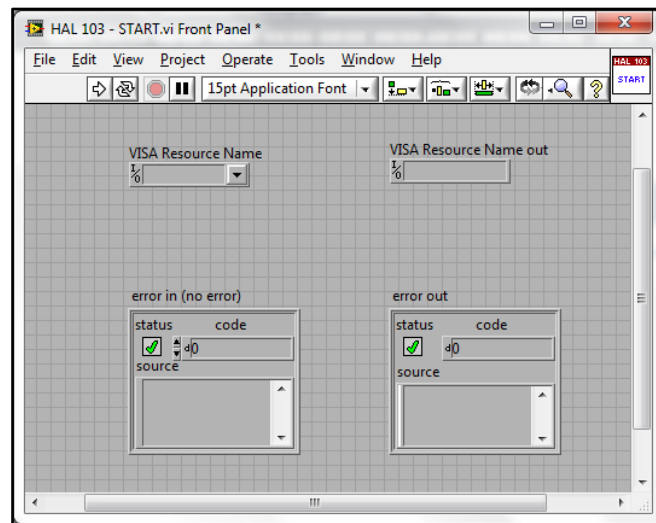 HAL 103 - START.vi Front Panel *
File Edit View Project Operate Tools Window Help
HAL 103
START
15pt Application Font
VISA Resource Name
I/O
VISA Resource Name out
I/O
error in (no error)
status code
d 0
source
error out
status code
d 0
source